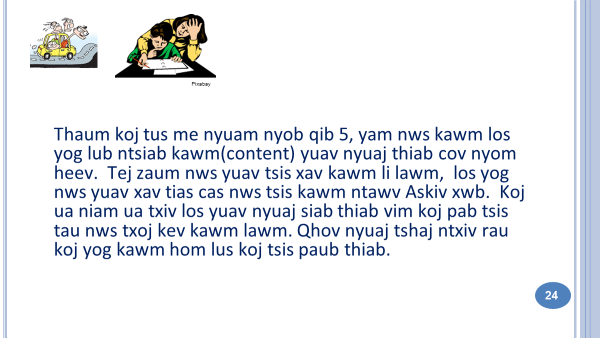 Pixabay
Thaum koj tus me nyuam nyob qib 5, yam nws kawm los
yog lub ntsiab kawm(content) yuav nyuaj thiab cov nyom
heev. Tej zaum nws yuav tsis xav kawm li lawm, los yog
nws yuav xav tias cas nws tsis kawm ntawv Askiv xwb. Koj
ua niam ua txiv los yuav nyuaj siab thiab vim koj pab tsis
tau nws txoj kev kawm lawm. Qhov nyuaj tshaj ntxiv rau
koj yog kawm hom lus koj tsis paub thiab.
24